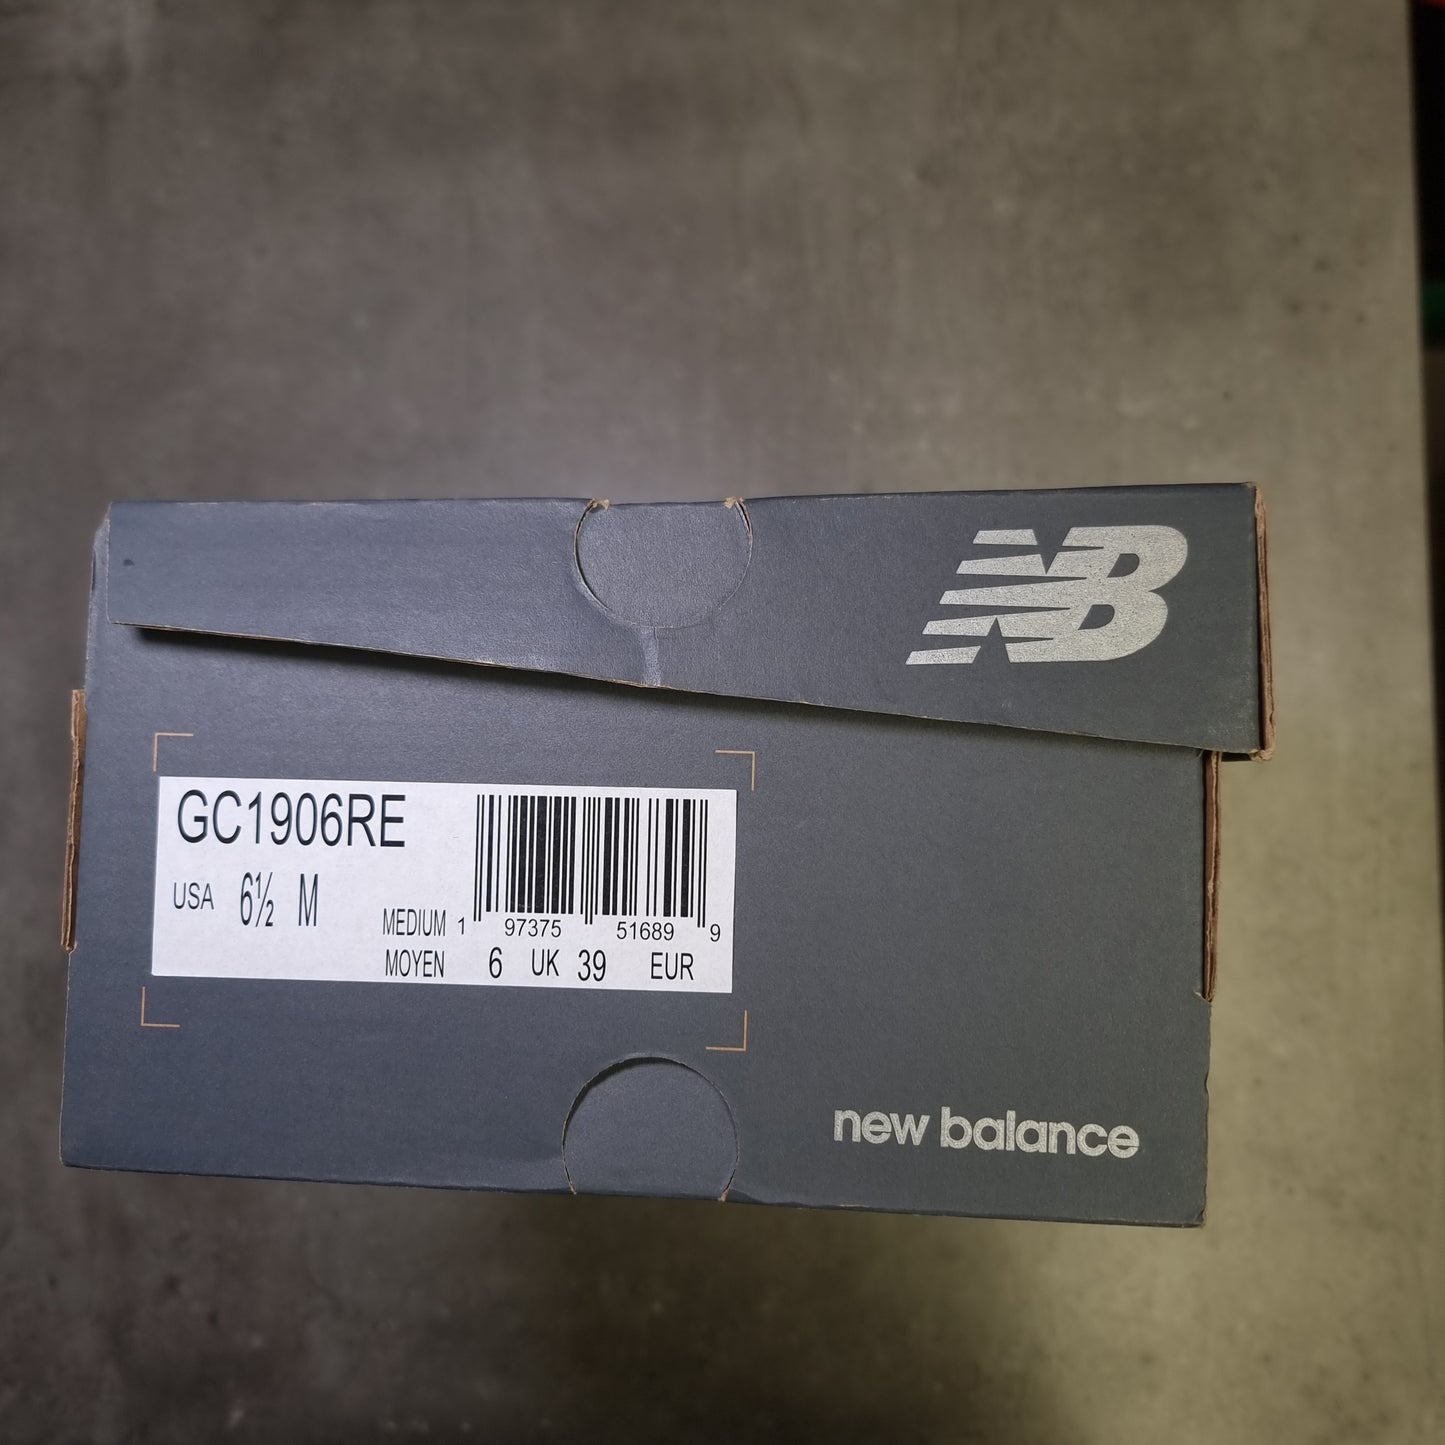 NB
GC1906RE
USA 6½ M
MEDIUM 1 97375 51689 9
MOYEN 6 UK 39 EUR
new balance